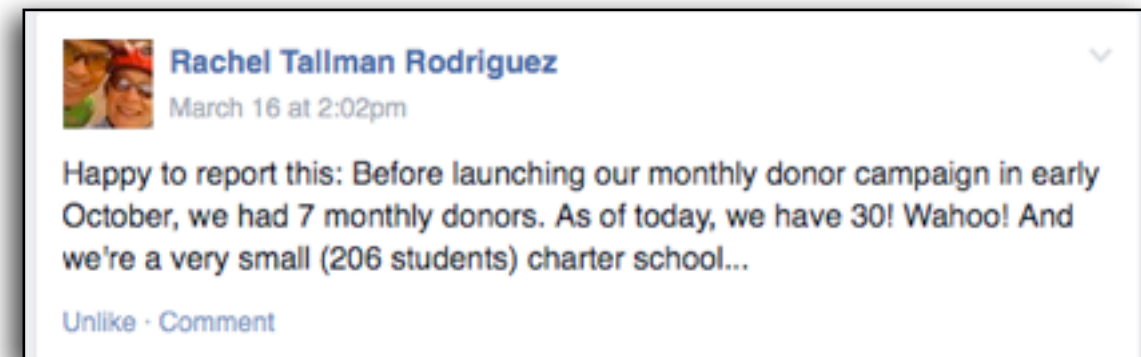 Rachel Tallman Rodriguez
March 16 at 2:02pm
Happy to report this: Before launching our monthly donor campaign in early
October, we had 7 monthly donors. As of today, we have 30! Wahoo! And
we're a very small (206 students) charter school...
Unlike · Comment